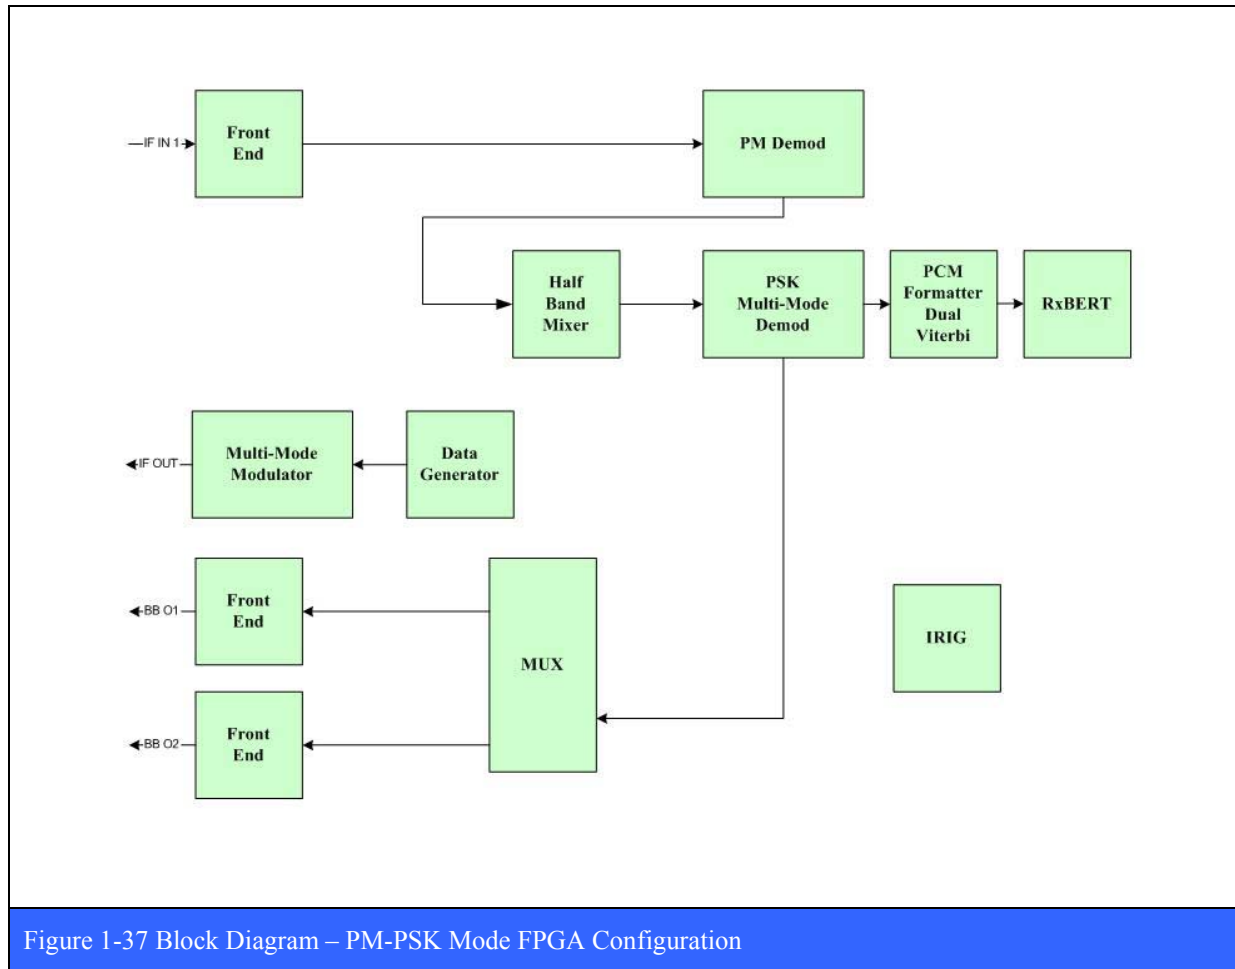 IF IN 1
Front
End
PM Demod
Half
Band
Mixer
PSK
Multi-Mode
Demod
PCM
Formatter
Dual
Viterbi
RxBERT
IF OUT
Multi-Mode
Modulator
Data
Generator
BB O1
Front
End
MUX
IRIG
BB O2
Front
End
Figure 1-37 Block Diagram – PM-PSK Mode FPGA Configuration